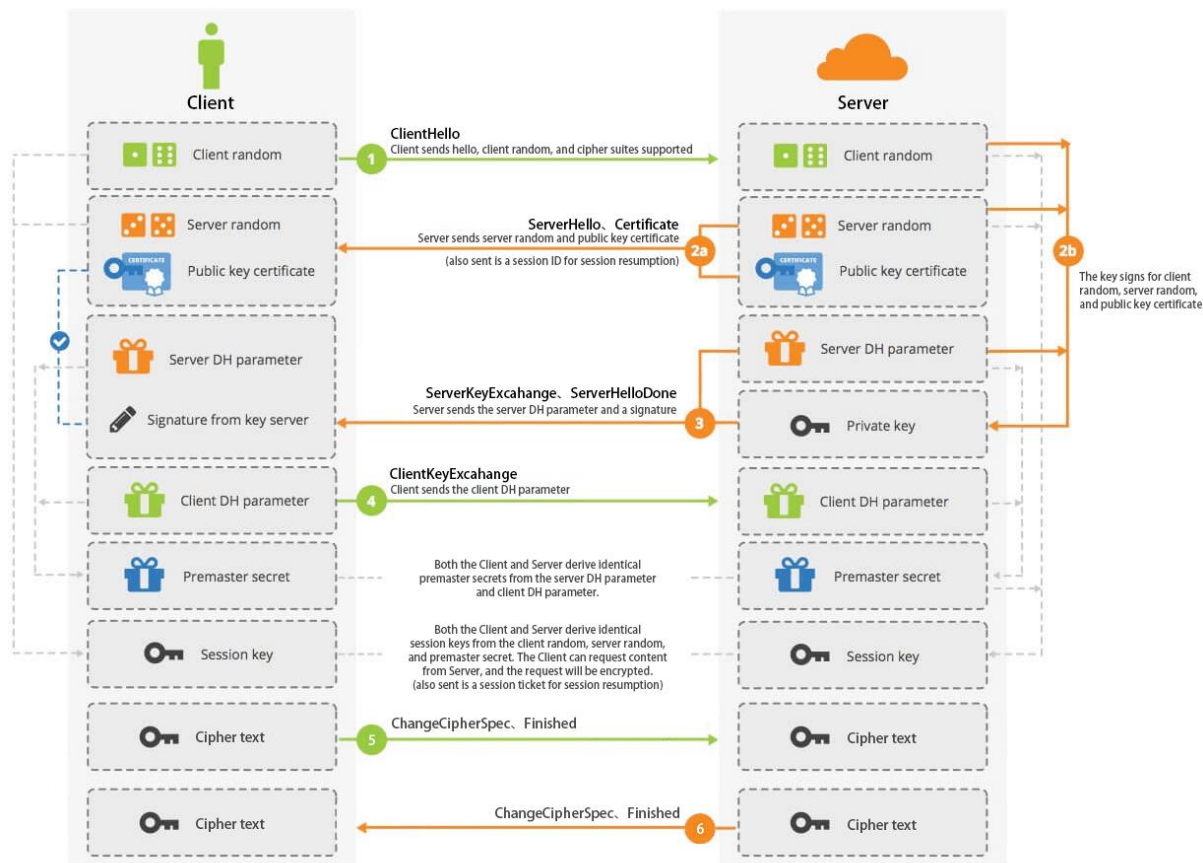 Client
Server
Client random
1
ClientHello
Client sends hello, client random, and cipher suites supported
Client random
Server random
CERTIFICATE
Public key certificate
ServerHello、Certificate
Server sends server random and public key certificate
(also sent is a session ID for session resumption)
2a
Server random
CERTIFICATE
Public key certificate
2b
The key signs for client
random, server random,
and public key certificate
Server DH parameter
Signature from key server
ServerKeyExcahange、ServerHelloDone
Server sends the server DH parameter and a signature
3
Server DH parameter
Private key
Client DH parameter
4
ClientKeyExcahange
Client sends the client DH parameter
Client DH parameter
Premaster secret
Both the Client and Server derive identical
premaster secrets from the server DH parameter
and client DH parameter.
Premaster secret
Session key
Both the Client and Server derive identical
session keys from the client random, server random,
and premaster secret. The Client can request content
from Server, and the request will be encrypted.
(also sent is a session ticket for session resumption)
Session key
Cipher text
5
ChangeCipherSpec、Finished
Cipher text
Cipher text
ChangeCipherSpec、Finished
6
Cipher text